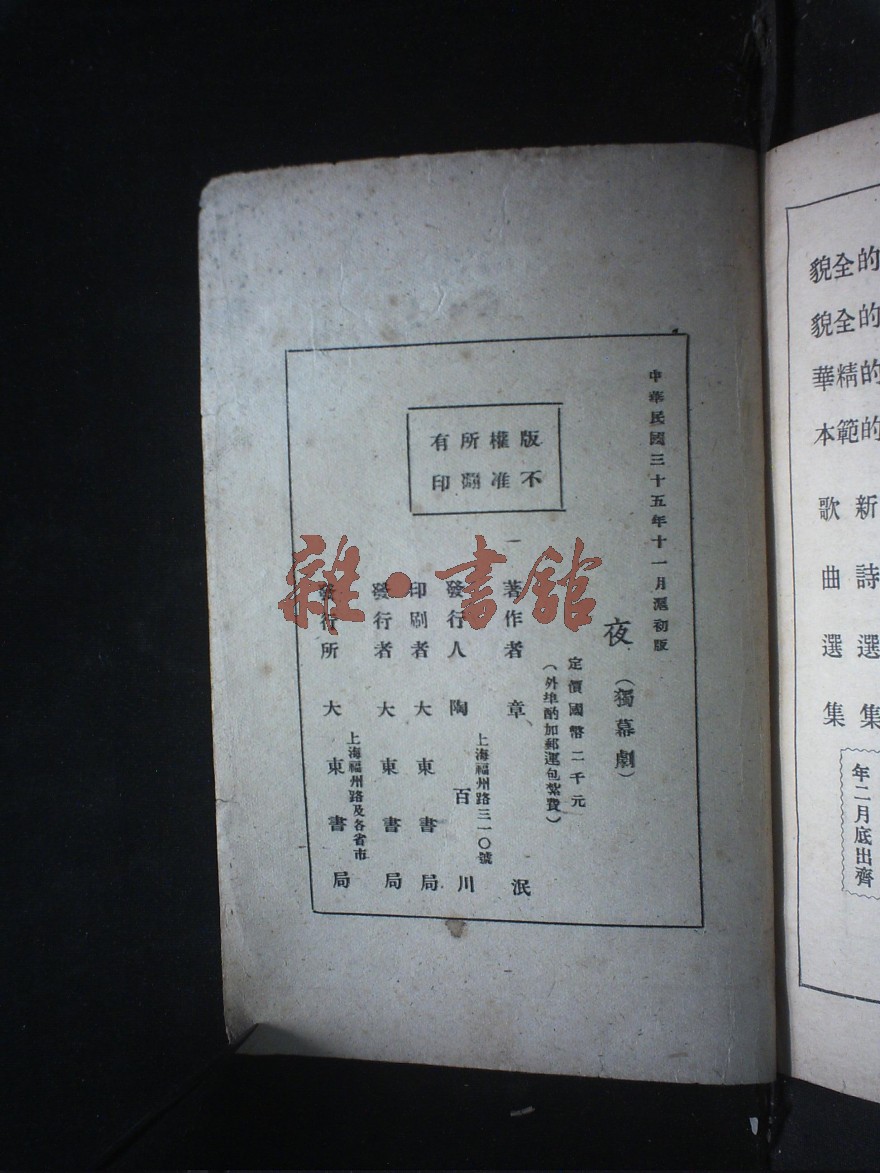 的全貌
的全貌
的精華
的範本
新詩選集
歌曲選集
年二月底出齊
中華民國三十五年十一月滬初版
夜（獨幕劇）
定價國幣二千元
（外埠酌加郵運包紮費）
版權所有
不准翻印
著作者 章泯
發行人 陶百川
上海福州路三一〇號
印刷者 大東書局
發行者 大東書局
上海福州路及各省市
發行所 大東書局
雜·書館